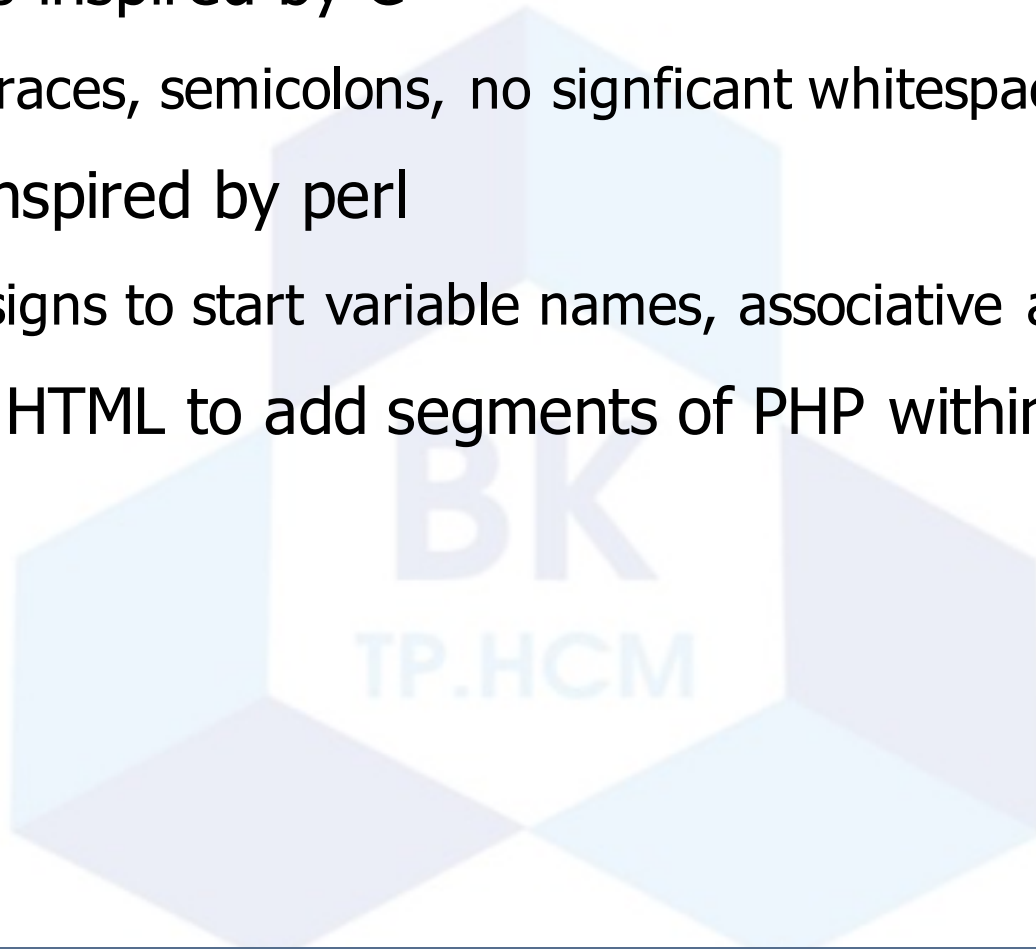 inspired by C
races, semicolons, no signficant whitespac
nspired by perl
signs to start variable names, associative a
HTML to add segments of PHP within
BK
TP.HCM